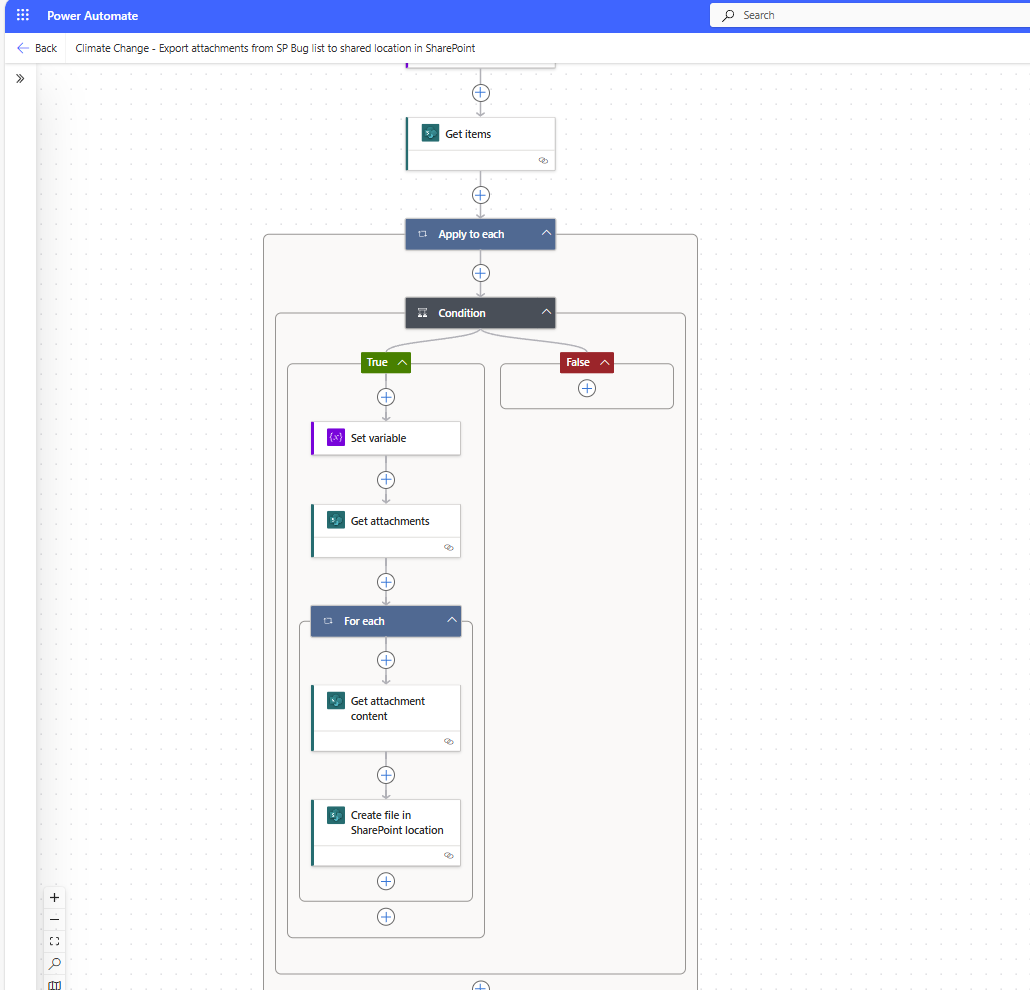 Power Automate
Search
Back
Climate Change - Export attachments from SP Bug list to shared location in SharePoint
Get items
Apply to each
Condition
True
False
{x}
Set variable
Get attachments
For each
Get attachment
content
Create file in
SharePoint location